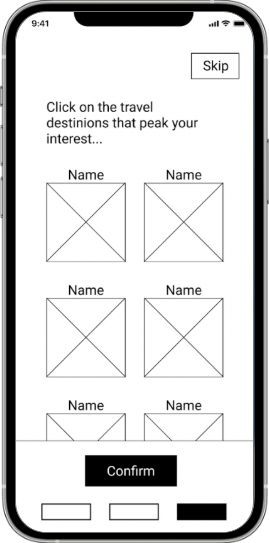 9:41
Skip
Click on the travel
destinions that peak your
interest...
Name Name
Name Name
Name Name
Confirm